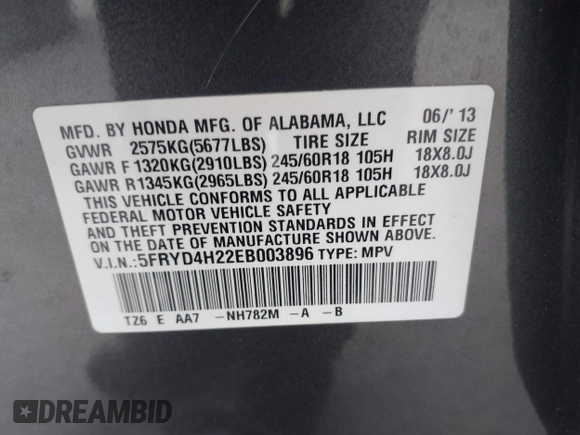 MFD. BY HONDA MFG. OF ALABAMA, LLC 06/'13
GVWR 2575KG(5677LBS) TIRE SIZE RIM SIZE
GAWR F 1320KG(2910LBS) 245/60R18 105H 18X8.0J
GAWR R 1345KG(2965LBS) 245/60R18 105H 18X8.0J
THIS VEHICLE CONFORMS TO ALL APPLICABLE
FEDERAL MOTOR VEHICLE SAFETY
AND THEFT PREVENTION STANDARDS IN EFFECT ON
THE DATE OF MANUFACTURE SHOWN ABOVE.
V.I.N.: 5FRYD4H22EB003896 TYPE: MPV
TZ6 E AA7 -NH782M -A -B
DREAMBID